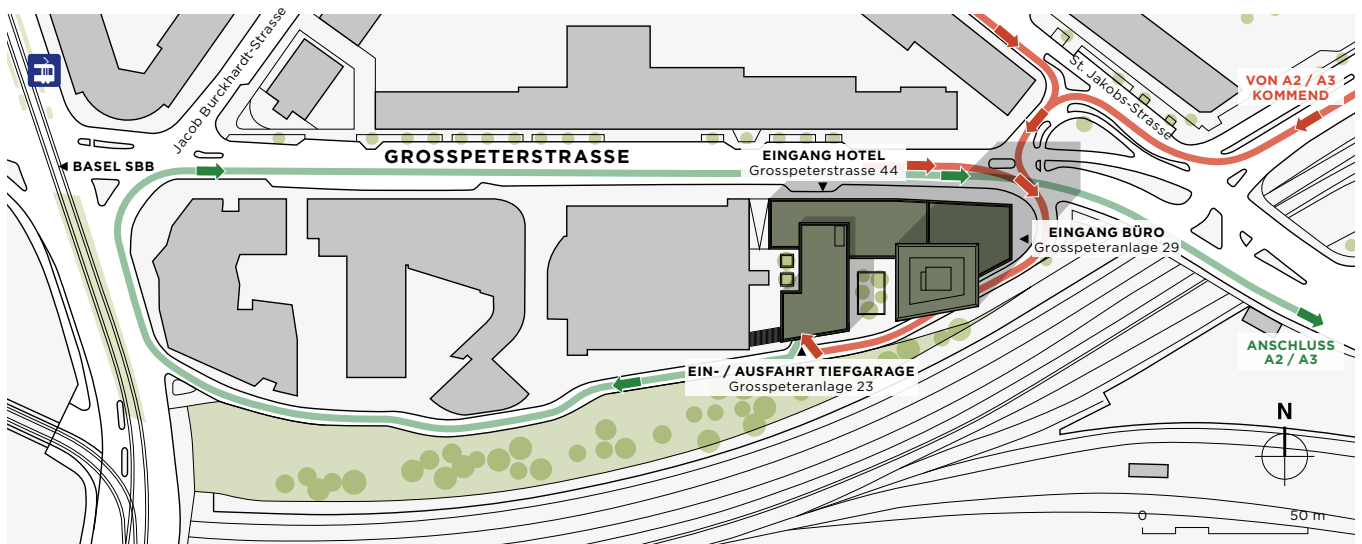 Jacob Burckhardt-Strasse
St. Jakobs-Strasse
VON A2 / A3
KOMMEND
BASEL SBB
GROSSPETERSTRASSE
EINGANG HOTEL
Grosspeterstrasse 44
EINGANG BÜRO
Grosspeteranlage 29
ANSCHLUSS
A2 / A3
EIN- / AUSFAHRT TIEFGARAGE
Grosspeteranlage 23
N
0 50 m